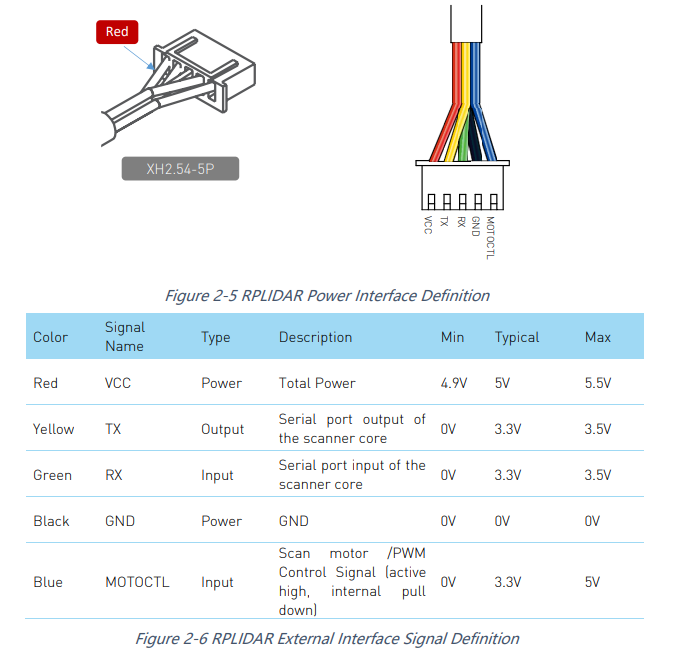 Red
XH2.54-5P
VCC
TX
RX
GND
MOTOCTL
Figure 2-5 RPLIDAR Power Interface Definition
Color Signal Name Type Description Min Typical Max
Red VCC Power Total Power 4.9V 5V 5.5V
Yellow TX Output Serial port output of the scanner core 0V 3.3V 3.5V
Green RX Input Serial port input of the scanner core 0V 3.3V 3.5V
Black GND Power GND 0V 0V 0V
Blue MOTOCTL Input Scan motor /PWM Control Signal (active high, internal pull down) 0V 3.3V 5V
Figure 2-6 RPLIDAR External Interface Signal Definition